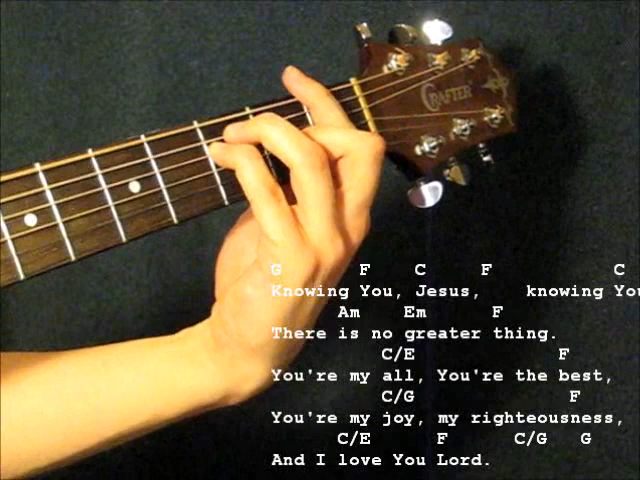 CRAFTER
G F C F C
Knowing You, Jesus, knowing You
Am Em F
There is no greater thing.
C/E F
You're my all, You're the best,
C/G F
You're my joy, my righteousness,
C/E F C/G G
And I love You Lord.